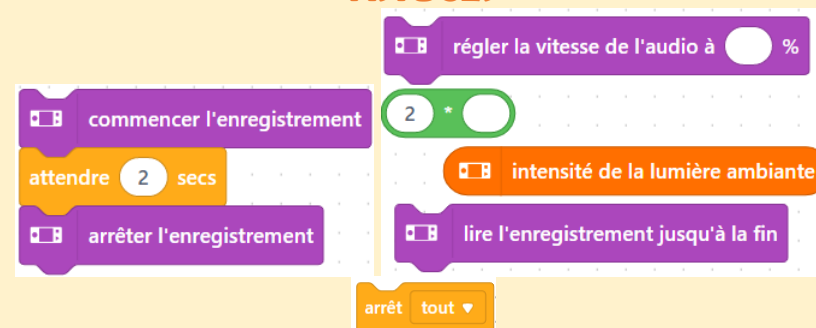 régler la vitesse de l'audio à %
commencer l'enregistrement
2 *
attendre 2 secs
intensité de la lumière ambiante
arrêter l'enregistrement
lire l'enregistrement jusqu'à la fin
arrêt tout